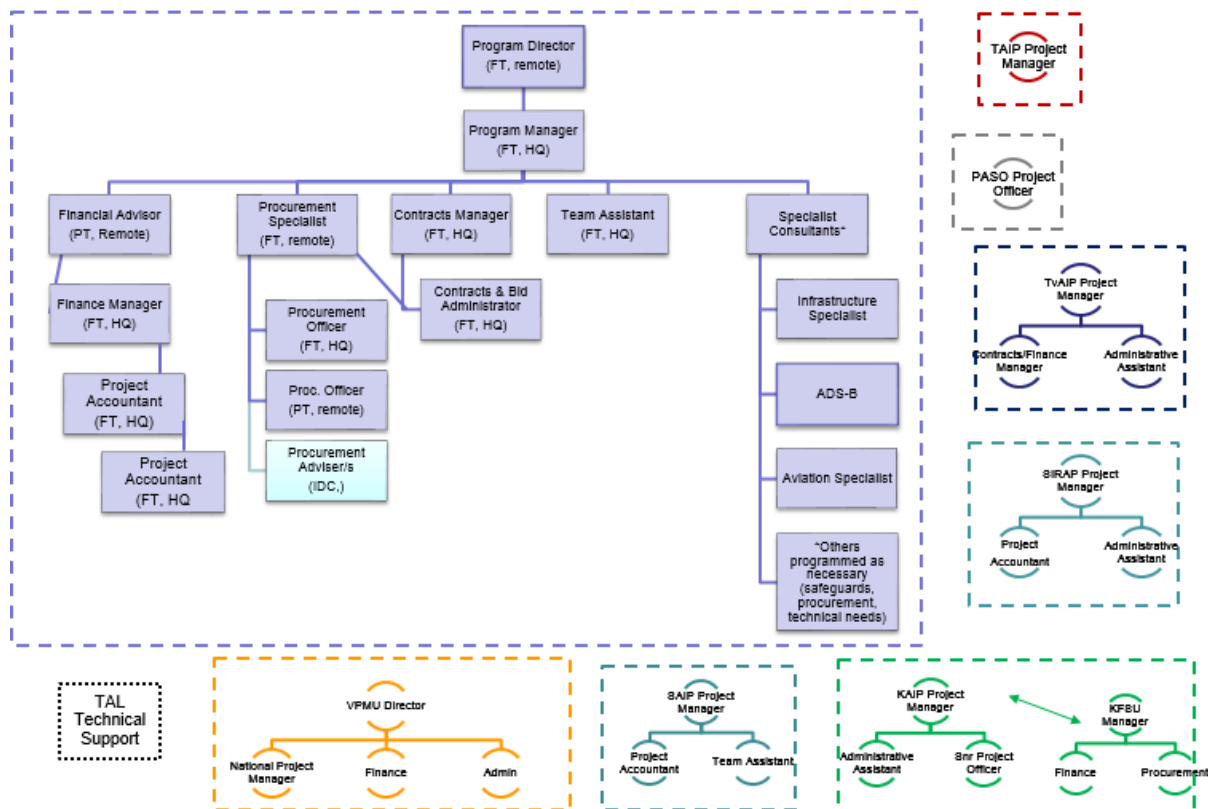 Program Director
(FT, remote)
Program Manager
(FT, HQ)
Financial Advisor
(PT, Remote)
Procurement
Specialist
(FT, remote)
Contracts Manager
(FT, HQ)
Team Assistant
(FT, HQ)
Specialist
Consultants*
Finance Manager
(FT, HQ)
Project
Accountant
(FT, HQ)
Project
Accountant
(FT, HQ
Procurement
Officer
(FT, HQ)
Proc. Officer
(PT, remote)
Procurement
Adviser/s
(IDC,)
Contracts & Bid
Administrator
(FT, HQ)
Infrastructure
Specialist
ADS-B
Aviation Specialist
*Others
programmed as
necessary
(safeguards,
procurement,
technical needs)
TAIP Project
Manager
PASO Project
Officer
TvAIP Project
Manager
Contracts/Finance
Manager
Administrative
Assistant
SIRAP Project
Manager
Project
Accountant
Administrative
Assistant
TAL
Technical
Support
VPMU Director
National Project
Manager
Finance
Admin
SAIP Project
Manager
Project
Accountant
Team Assistant
KAIP Project
Manager
Administrative
Assistant
Snr Project
Officer
KFSU
Manager
Finance
Procurement